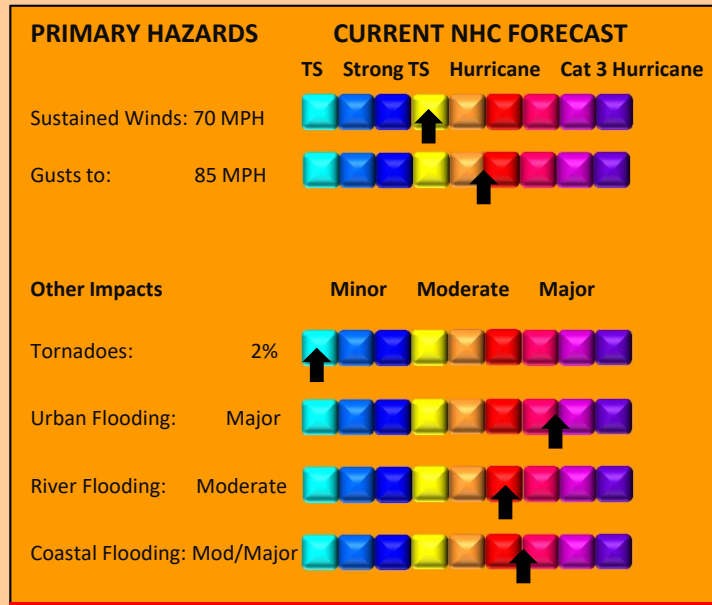 PRIMARY HAZARDS CURRENT NHC FORECAST
TS Strong TS Hurricane Cat 3 Hurricane
Sustained Winds: 70 MPH
Gusts to: 85 MPH
Other Impacts Minor Moderate Major
Tornadoes: 2%
Urban Flooding: Major
River Flooding: Moderate
Coastal Flooding: Mod/Major